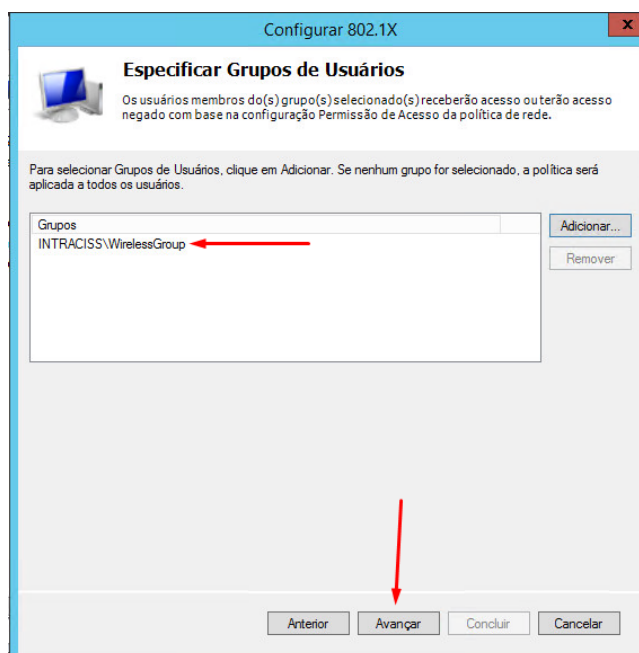 Configurar 802.1X
x
Especificar Grupos de Usuários
Os usuários membros do(s) grupo(s) selecionado(s) receberão acesso ou terão acesso
negado com base na configuração Permissão de Acesso da política de rede.
Para selecionar Grupos de Usuários, clique em Adicionar. Se nenhum grupo for selecionado, a política será
aplicada a todos os usuários.
Grupos
Adicionar...
INTRACISS\WirelessGroup
Remover
Anterior
Avançar
Concluir
Cancelar